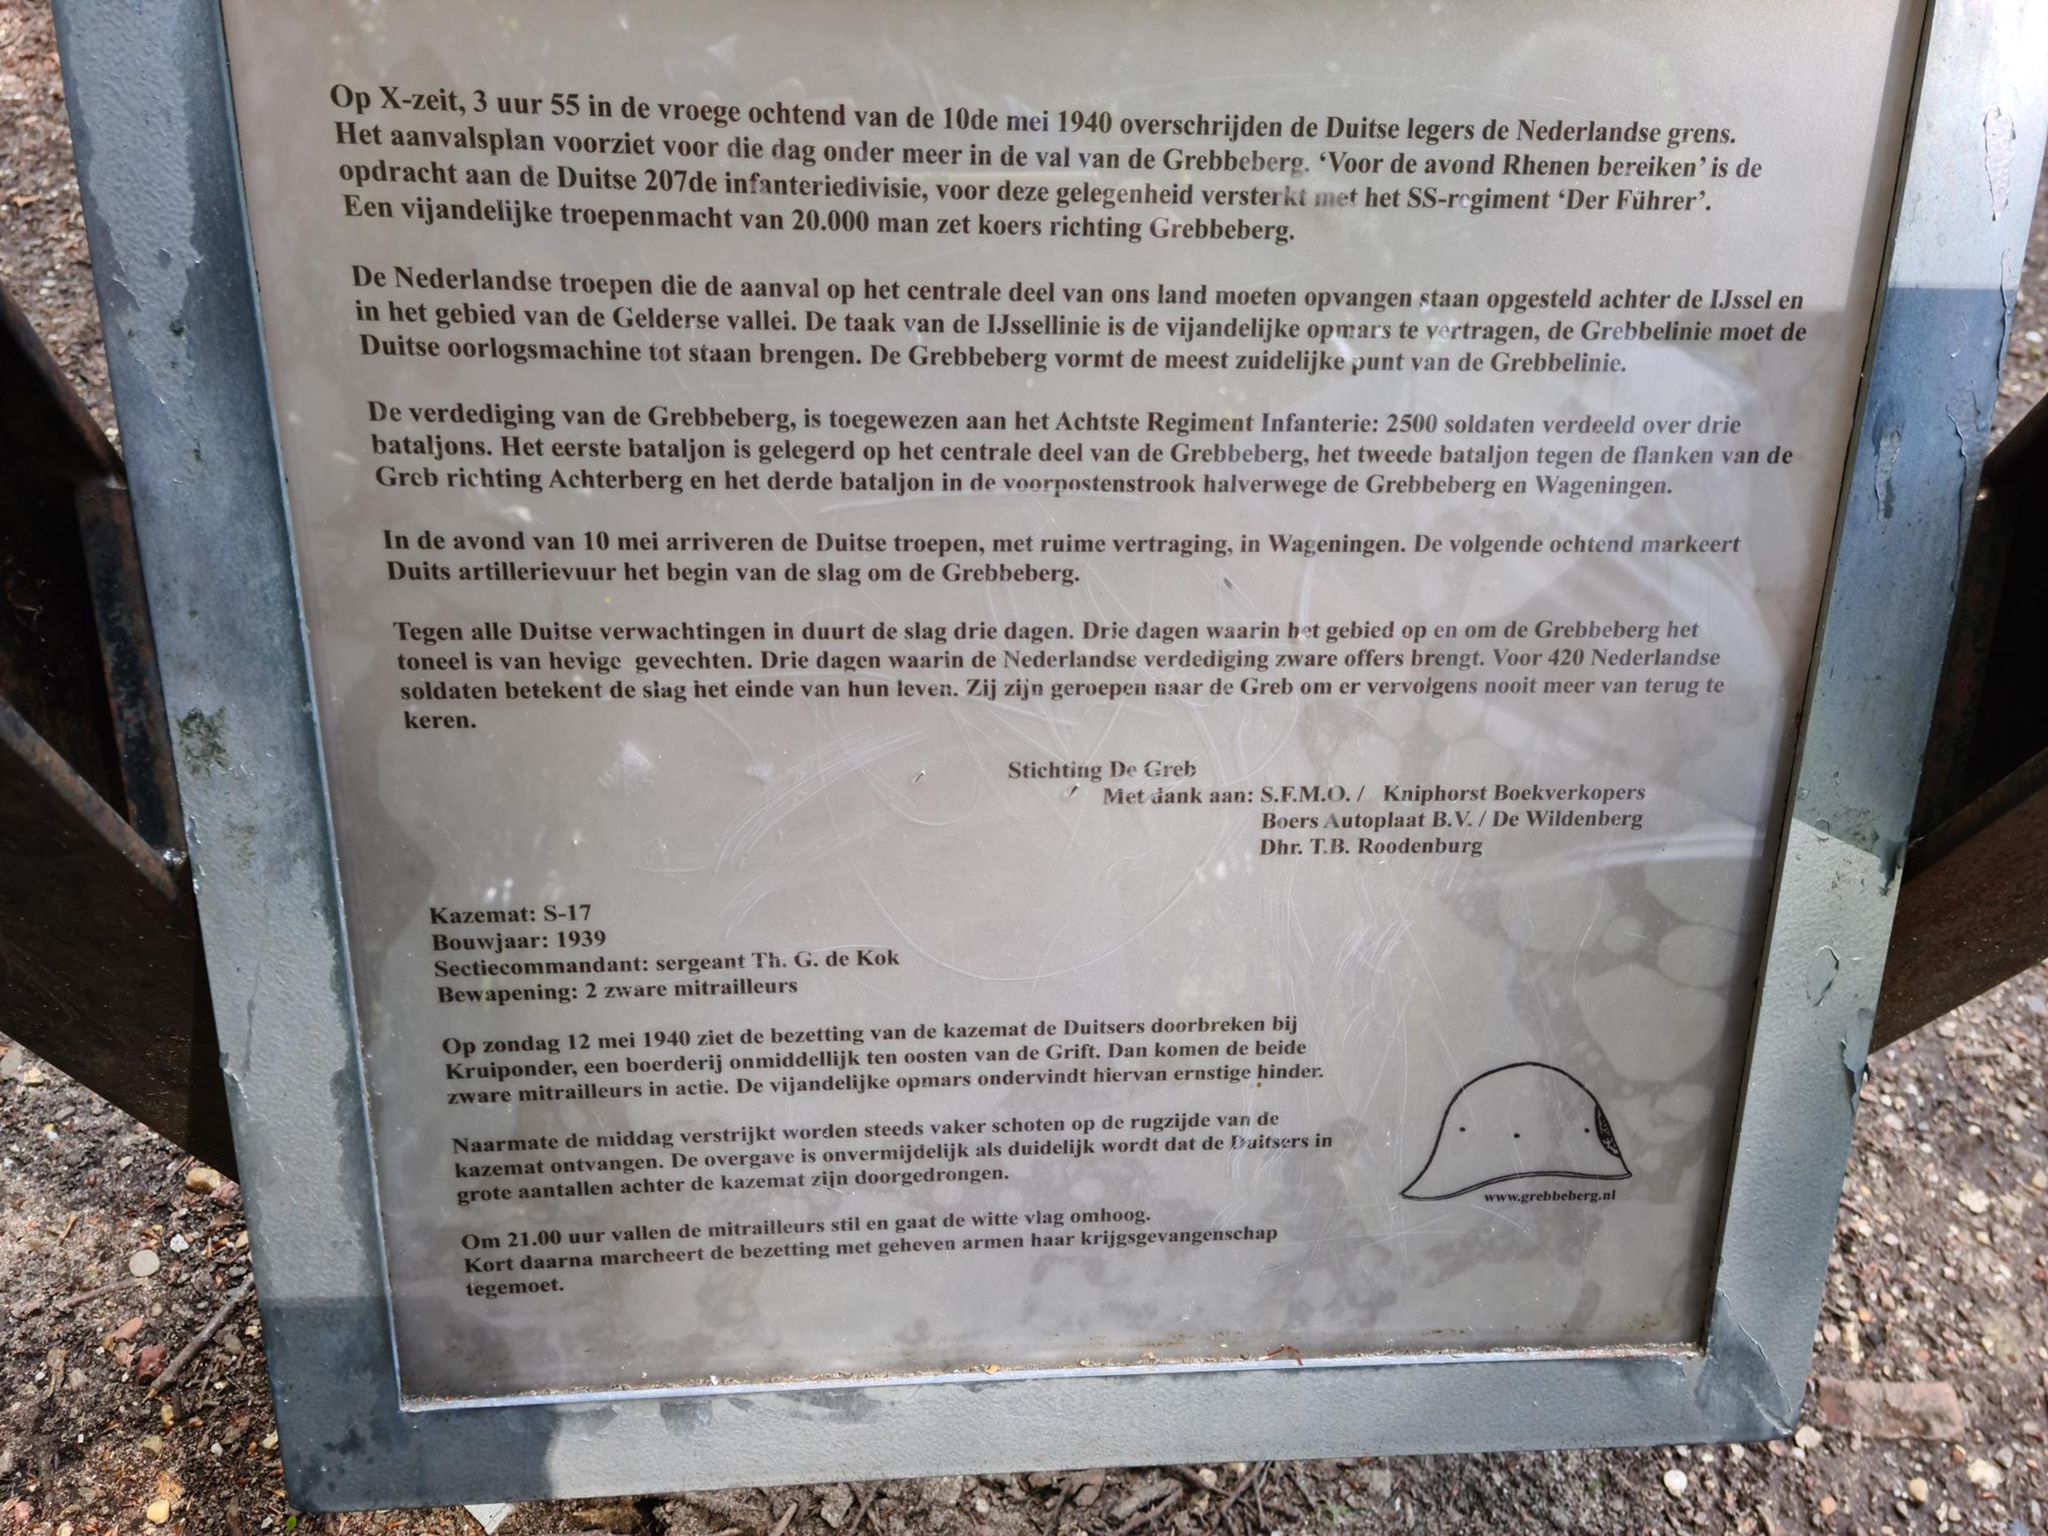 Op X-zeit, 3 uur 55 in de vroege ochtend van de 10de mei 1940 overschrijden de Duitse legers de Nederlandse grens.
Het aanvalsplan voorziet voor die dag onder meer in de val van de Grebbeberg. ‘Voor de avond Rhenen bereiken’ is de
opdracht aan de Duitse 207de infanteriedivisie, voor deze gelegenheid versterkt met het SS-regiment ‘Der Führer’.
Een vijandelijke troepenmacht van 20.000 man zet koers richting Grebbeberg.
De Nederlandse troepen die de aanval op het centrale deel van ons land moeten opvangen staan opgesteld achter de IJssel en
in het gebied van de Gelderse vallei. De taak van de IJssellinie is de vijandelijke opmars te vertragen, de Grebbelinie moet de
Duitse oorlogsmachine tot staan brengen. De Grebbeberg vormt de meest zuidelijke punt van de Grebbelinie.
De verdediging van de Grebbeberg, is toegewezen aan het Achtste Regiment Infanterie: 2500 soldaten verdeeld over drie
bataljons. Het eerste bataljon is gelegerd op het centrale deel van de Grebbeberg, het tweede bataljon tegen de flanken van de
Greb richting Achterberg en het derde bataljon in de voorpostenstrook halverwege de Grebbeberg en Wageningen.
In de avond van 10 mei arriveren de Duitse troepen, met ruime vertraging, in Wageningen. De volgende ochtend markeert
Duits artillerievuur het begin van de slag om de Grebbeberg.
Tegen alle Duitse verwachtingen in duurt de slag drie dagen. Drie dagen waarin het gebied op en om de Grebbeberg het
toneel is van hevige gevechten. Drie dagen waarin de Nederlandse verdediging zware offers brengt. Voor 420 Nederlandse
soldaten betekent de slag het einde van hun leven. Zij zijn geroepen naar de Greb om er vervolgens nooit meer van terug te
keren.
Stichting De Greb
Met dank aan: S.F.M.O. / Kniphorst Boekverkopers
Boers Autoplaat B.V. / De Wildenberg
Dhr. T.B. Roodenburg
Kazemat: S-17
Bouwjaar: 1939
Sectiecommandant: sergeant Th. G. de Kok
Bewapening: 2 zware mitrailleurs
Op zondag 12 mei 1940 ziet de bezetting van de kazemat de Duitsers doorbreken bij
Kruiponder, een boerderij onmiddellijk ten oosten van de Grift. Dan komen de beide
zware mitrailleurs in actie. De vijandelijke opmars ondervindt hiervan ernstige hinder.
Naarmate de middag verstrijkt worden steeds vaker schoten op de rugzijde van de
kazemat ontvangen. De overgave is onvermijdelijk als duidelijk wordt dat de Duitsers in
grote aantallen achter de kazemat zijn doorgedrongen.
Om 21.00 uur vallen de mitrailleurs stil en gaat de witte vlag omhoog.
Kort daarna marcheert de bezetting met geheven armen haar krijgsgevangenschap
tegemoet.
www.grebbeberg.nl